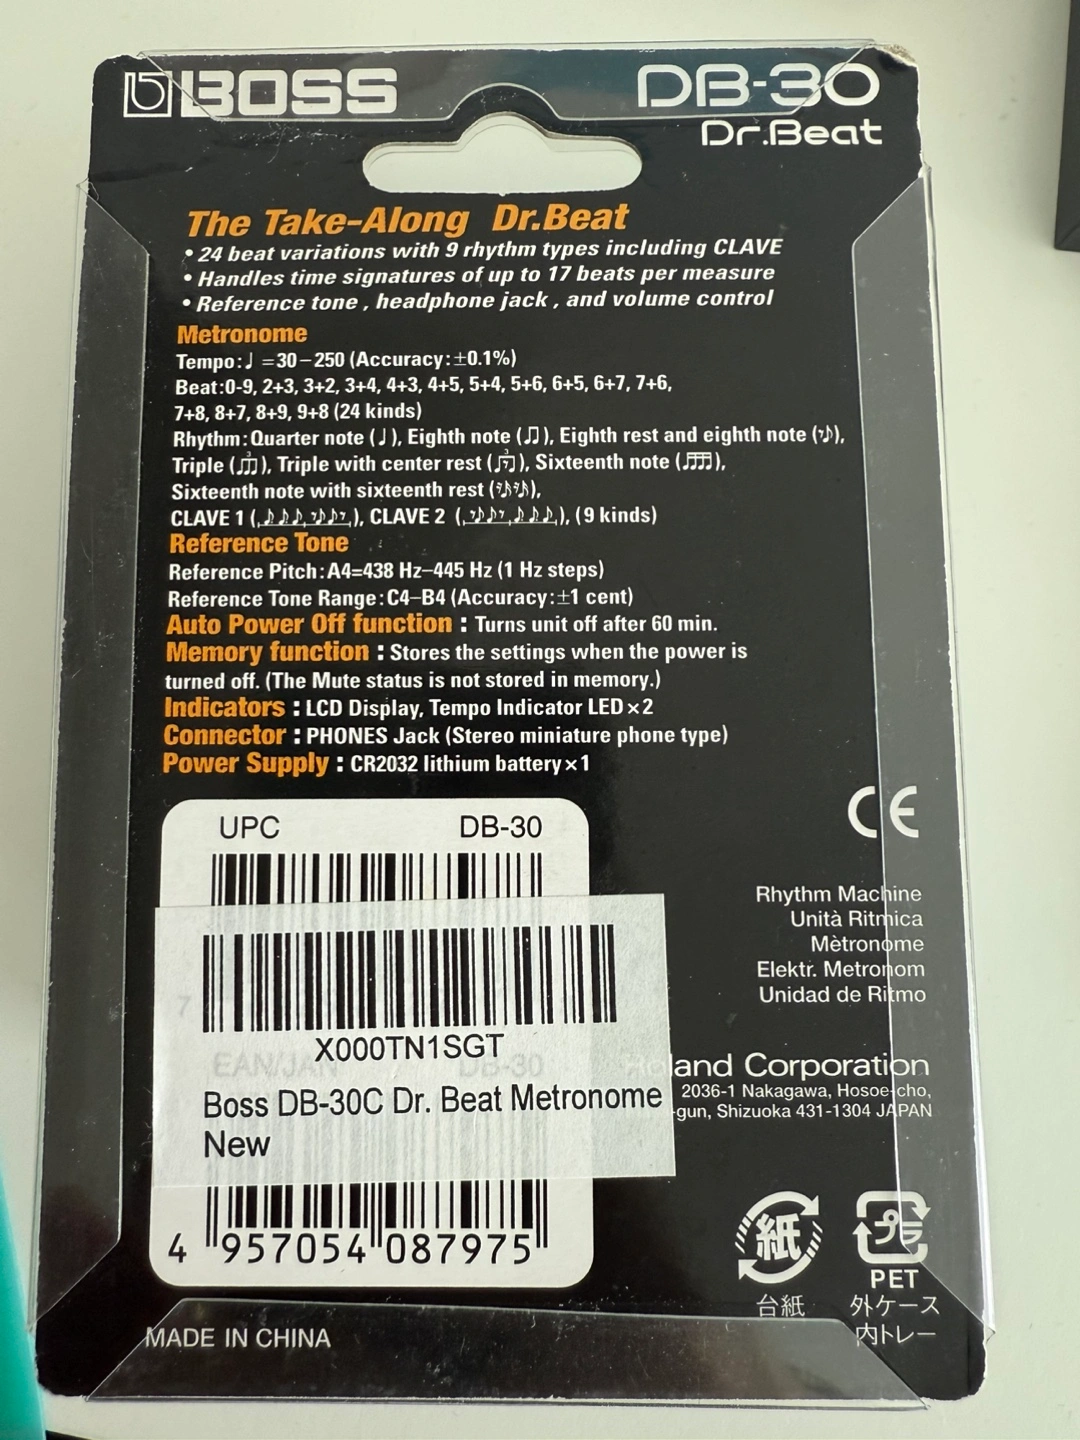 BOSS
DB-30
Dr.Beat
The Take-Along Dr.Beat
• 24 beat variations with 9 rhythm types including CLAVE
• Handles time signatures of up to 17 beats per measure
• Reference tone , headphone jack , and volume control
Metronome
Tempo:♩ =30–250 (Accuracy:±0.1%)
Beat:0-9, 2+3, 3+2, 3+4, 4+3, 4+5, 5+4, 5+6, 6+5, 6+7, 7+6,
7+8, 8+7, 8+9, 9+8 (24 kinds)
Rhythm:Quarter note (♩), Eighth note (♫), Eighth rest and eighth note (𝄾♪),
Triple (), Triple with center rest (), Sixteenth note (),
Sixteenth note with sixteenth rest (),
CLAVE 1 (), CLAVE 2 (), (9 kinds)
Reference Tone
Reference Pitch:A4=438 Hz–445 Hz (1 Hz steps)
Reference Tone Range:C4–B4 (Accuracy:±1 cent)
Auto Power Off function : Turns unit off after 60 min.
Memory function : Stores the settings when the power is
turned off. (The Mute status is not stored in memory.)
Indicators : LCD Display, Tempo Indicator LED×2
Connector : PHONES Jack (Stereo miniature phone type)
Power Supply : CR2032 lithium battery×1
UPC DB-30
CE
Rhythm Machine
Unità Ritmica
Mètronome
Elektr. Metronom
Unidad de Ritmo
7
X000TN1SGT
EAN/JAN DB-30
Boss DB-30C Dr. Beat Metronome
New
Roland Corporation
2036-1 Nakagawa, Hosoe-cho,
-gun, Shizuoka 431-1304 JAPAN
4 957054 087975
紙
台紙
プラ
PET
外ケース
内トレー
MADE IN CHINA